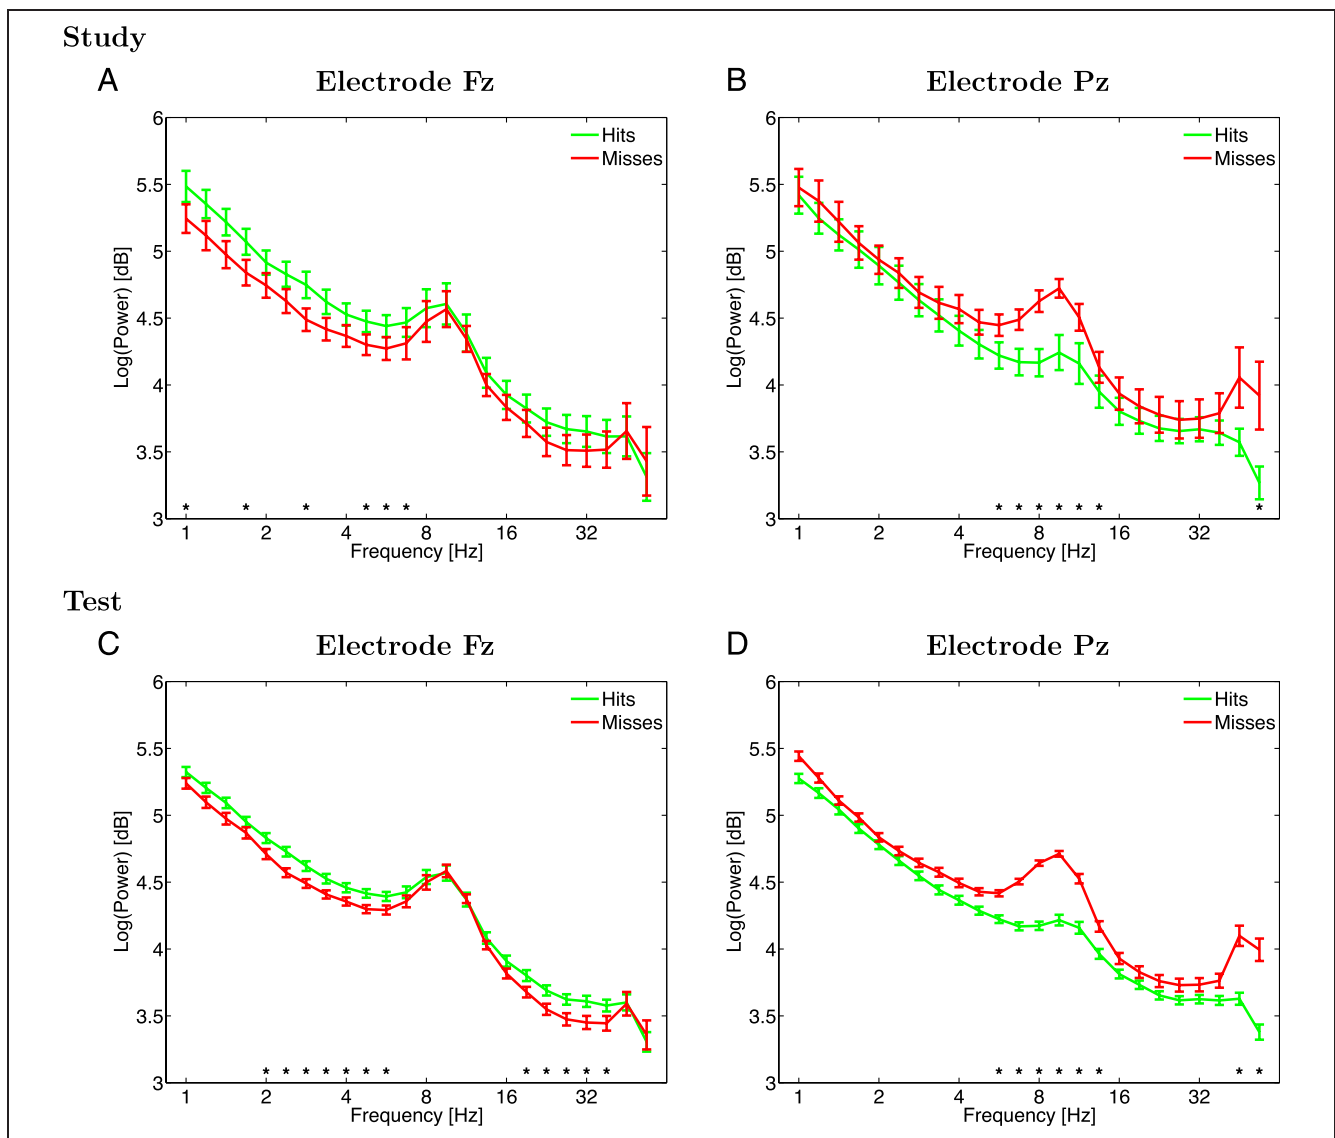 Study
A
Electrode Fz
Hits
Misses
6
5.5
5
4.5
4
3.5
3
Log(Power) [dB]
* * * * * *
1 2 4 8 16 32
Frequency [Hz]
B
Electrode Pz
Hits
Misses
6
5.5
5
4.5
4
3.5
3
Log(Power) [dB]
* * * * * * *
1 2 4 8 16 32
Frequency [Hz]
Test
C
Electrode Fz
Hits
Misses
6
5.5
5
4.5
4
3.5
3
Log(Power) [dB]
* * * * * * * * * * * *
1 2 4 8 16 32
Frequency [Hz]
D
Electrode Pz
Hits
Misses
6
5.5
5
4.5
4
3.5
3
Log(Power) [dB]
* * * * * * * *
1 2 4 8 16 32
Frequency [Hz]